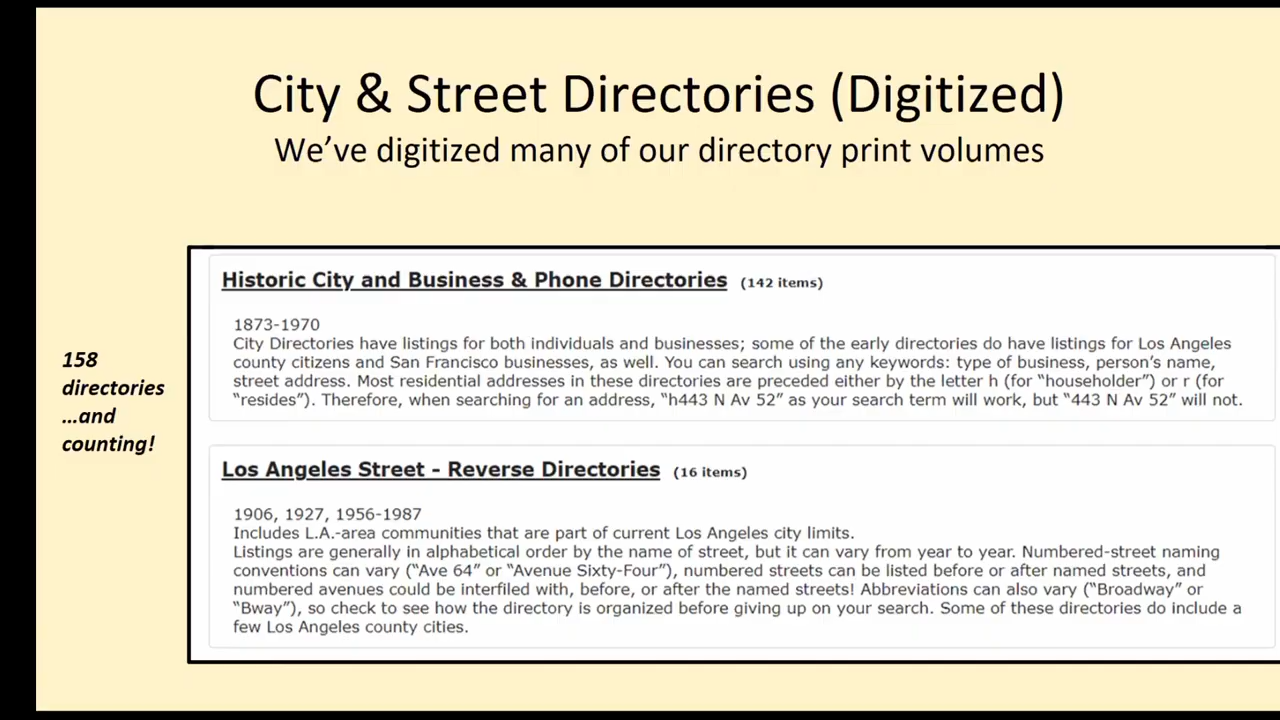 City & Street Directories (Digitized)
We’ve digitized many of our directory print volumes
158
directories
...and
counting!
Historic City and Business & Phone Directories (142 items)
1873-1970
City Directories have listings for both individuals and businesses; some of the early directories do have listings for Los Angeles
county citizens and San Francisco businesses, as well. You can search using any keywords: type of business, person’s name,
street address. Most residential addresses in these directories are preceded either by the letter h (for “householder”) or r (for
“resides”). Therefore, when searching for an address, “h443 N Av 52” as your search term will work, but “443 N Av 52” will not.
Los Angeles Street - Reverse Directories (16 items)
1906, 1927, 1956-1987
Includes L.A.-area communities that are part of current Los Angeles city limits.
Listings are generally in alphabetical order by the name of street, but it can vary from year to year. Numbered-street naming
conventions can vary (“Ave 64” or “Avenue Sixty-Four”), numbered streets can be listed before or after named streets, and
numbered avenues could be interfiled with, before, or after the named streets! Abbreviations can also vary (“Broadway” or
“Bway”), so check to see how the directory is organized before giving up on your search. Some of these directories do include a
few Los Angeles county cities.